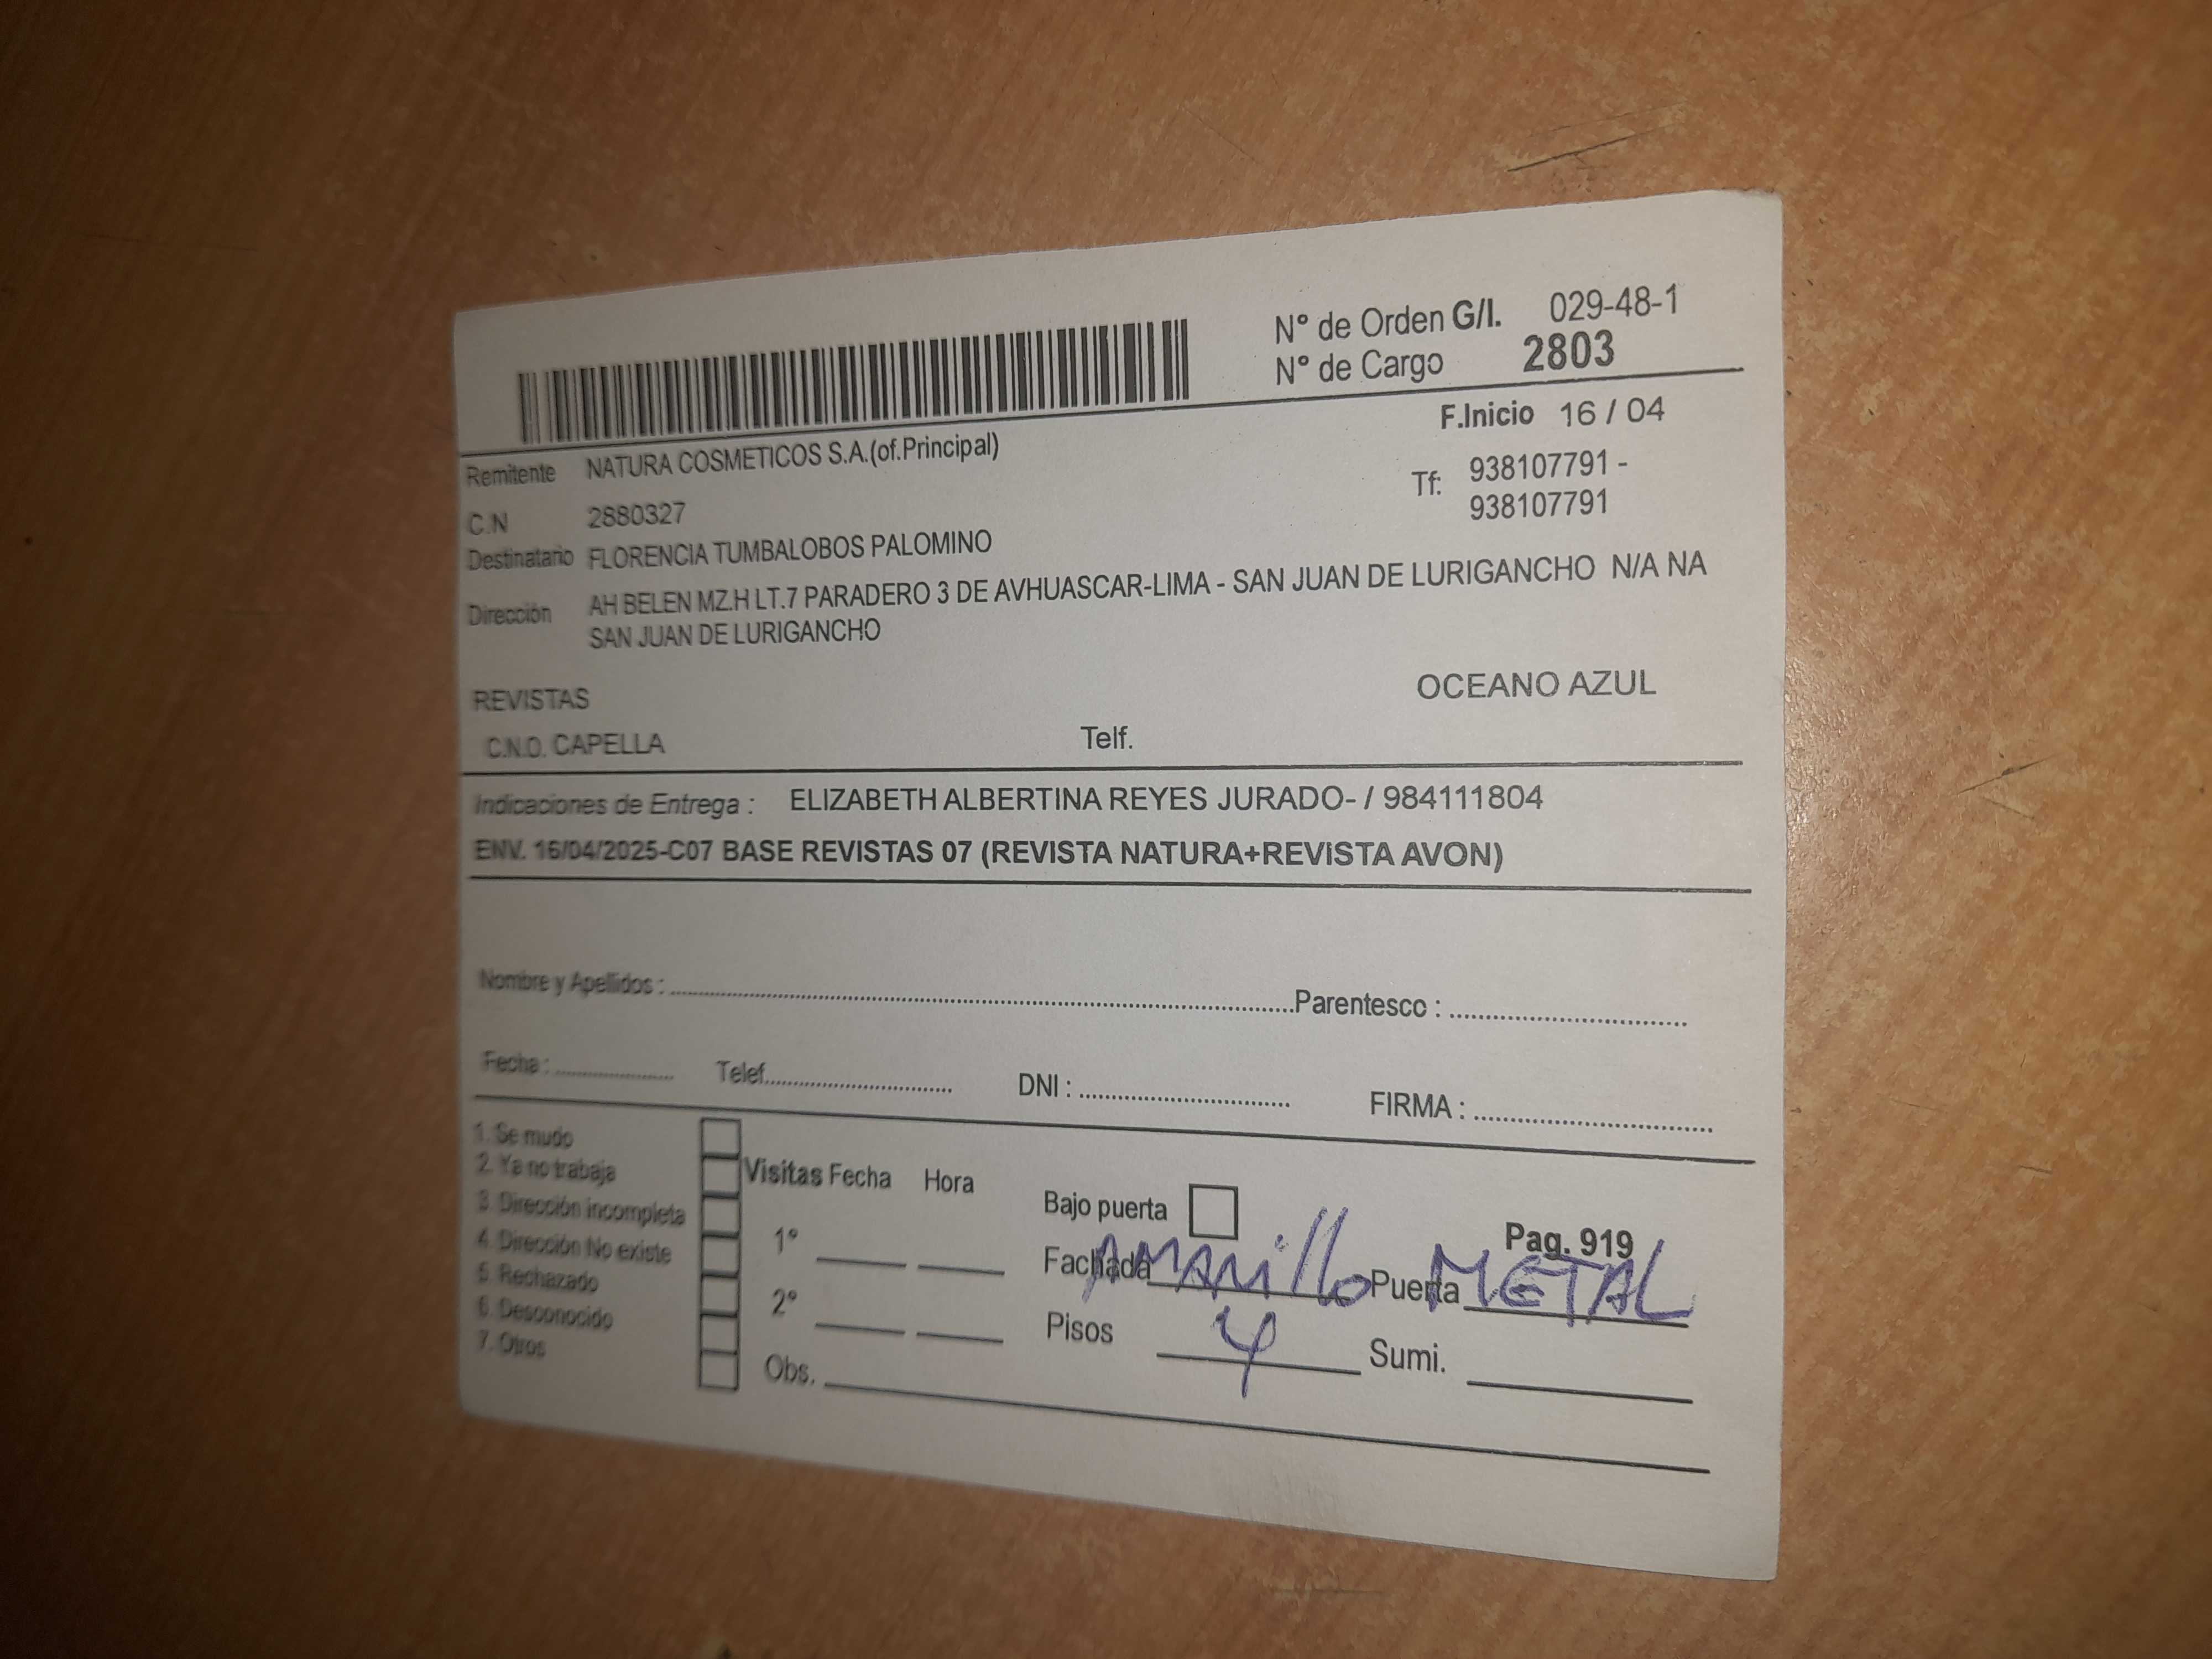 N° de Orden G/I. 029-48-1
N° de Cargo 2803
F.Inicio 16 / 04
Remitente NATURA COSMETICOS S.A.(of.Principal)
Tf: 938107791 -
938107791
C.N 2880327
Destinatario FLORENCIA TUMBALOBOS PALOMINO
Dirección AH BELEN MZ.H LT.7 PARADERO 3 DE AVHUASCAR-LIMA - SAN JUAN DE LURIGANCHO N/A NA
SAN JUAN DE LURIGANCHO
REVISTAS OCEANO AZUL
C.N.O. CAPELLA Telf.
Indicaciones de Entrega : ELIZABETH ALBERTINA REYES JURADO- / 984111804
ENV. 16/04/2025-C07 BASE REVISTAS 07 (REVISTA NATURA+REVISTA AVON)
Nombre y Apellidos : Parentesco :
Fecha : Telef. DNI : FIRMA :
1. Se mudo
2. Ya no trabaja
3. Dirección incompleta
4. Dirección No existe
5. Rechazado
6. Desconocido
7. Otros
Visitas Fecha Hora
1°
2°
Obs.
Bajo puerta
Pag. 919
Fachada AMARillo Puerta METAL
Pisos 4 Sumi.